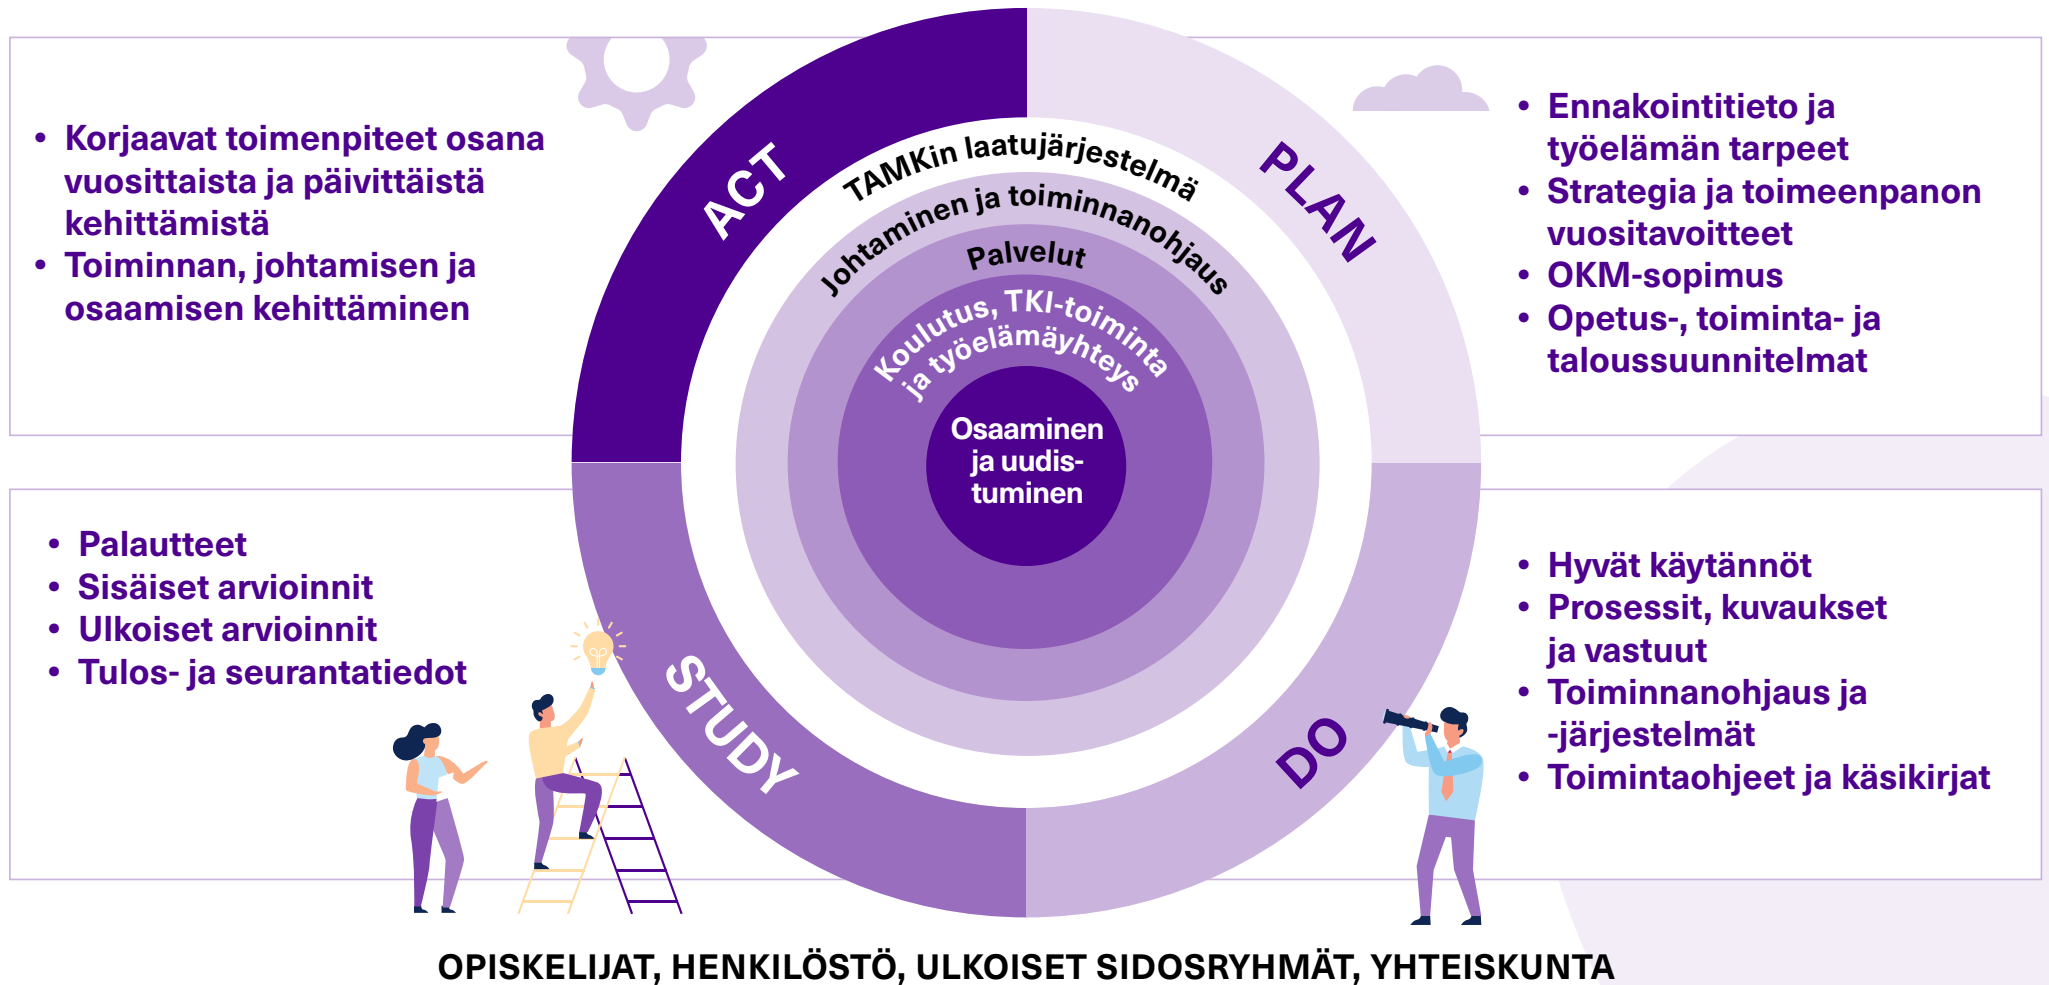 • Korjaavat toimenpiteet osana
vuosittaista ja päivittäistä
kehittämistä
• Toiminnan, johtamisen ja
osaamisen kehittäminen
ACT
PLAN
• Ennakointitieto ja
työelämän tarpeet
• Strategia ja toimeenpanon
vuositavoitteet
• OKM-sopimus
• Opetus-, toiminta- ja
taloussuunnitelmat
TAMKin laatujärjestelmä
Johtaminen ja toiminnanohjaus
Palvelut
Koulutus, TKI-toiminta
ja työelämäyhteys
Osaaminen
ja uudis-
tuminen
• Palautteet
• Sisäiset arvioinnit
• Ulkoiset arvioinnit
• Tulos- ja seurantatiedot
STUDY
DO
• Hyvät käytännöt
• Prosessit, kuvaukset
ja vastuut
• Toiminnanohjaus ja
-järjestelmät
• Toimintaohjeet ja käsikirjat
OPISKELIJAT, HENKILÖSTÖ, ULKOISET SIDOSRYHMÄT, YHTEISKUNTA